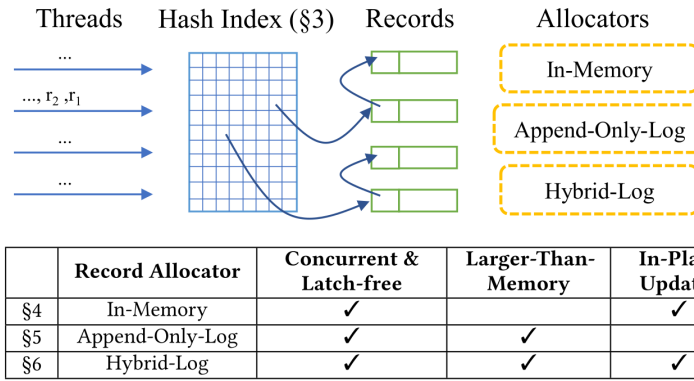 Threads Hash Index (§3) Records Allocators
...
..., r2 ,r1
...
...
In-Memory
Append-Only-Log
Hybrid-Log
Record Allocator Concurrent & Latch-free Larger-Than-Memory
§4 In-Memory ✓ ✓
§5 Append-Only-Log ✓ ✓
§6 Hybrid-Log ✓ ✓ ✓